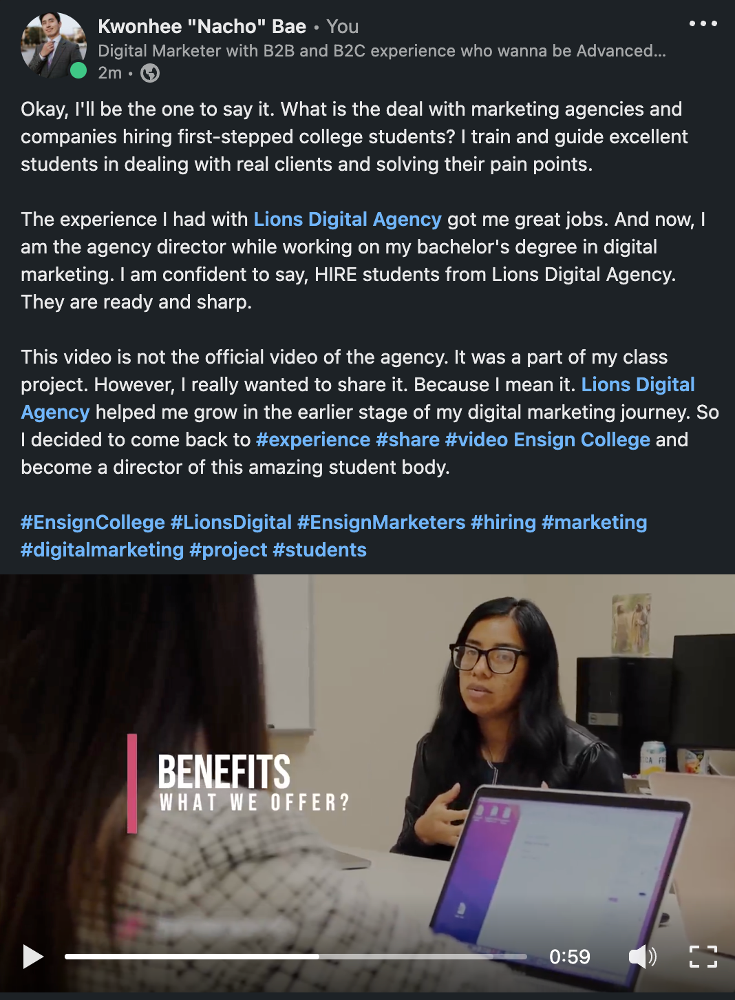 Kwonhee "Nacho" Bae • You
Digital Marketer with B2B and B2C experience who wanna be Advanced...
2m •
Okay, I'll be the one to say it. What is the deal with marketing agencies and
companies hiring first-stepped college students? I train and guide excellent
students in dealing with real clients and solving their pain points.
The experience I had with Lions Digital Agency got me great jobs. And now, I
am the agency director while working on my bachelor's degree in digital
marketing. I am confident to say, HIRE students from Lions Digital Agency.
They are ready and sharp.
This video is not the official video of the agency. It was a part of my class
project. However, I really wanted to share it. Because I mean it. Lions Digital
Agency helped me grow in the earlier stage of my digital marketing journey. So
I decided to come back to #experience #share #video Ensign College and
become a director of this amazing student body.
#EnsignCollege #LionsDigital #EnsignMarketers #hiring #marketing
#digitalmarketing #project #students
BENEFITS
WHAT WE OFFER?
0:59